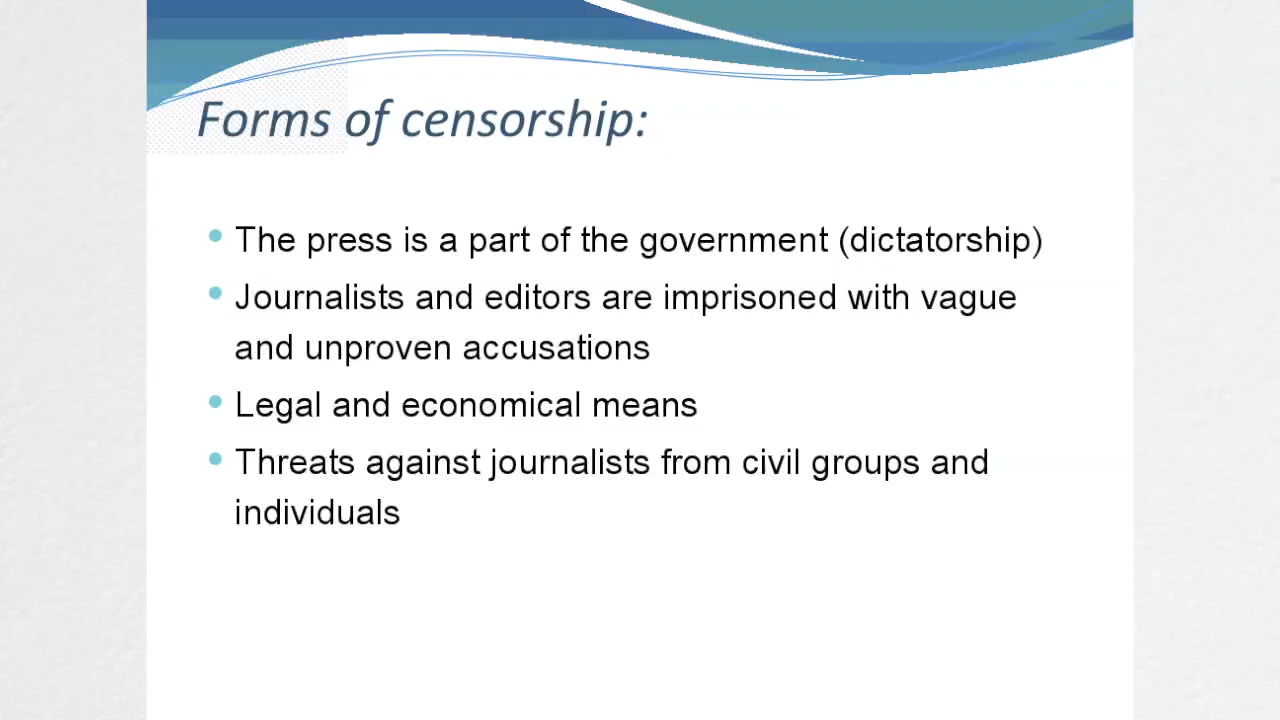 Forms of censorship:
The press is a part of the government (dictatorship)
Journalists and editors are imprisoned with vague
and unproven accusations
Legal and economical means
Threats against journalists from civil groups and
individuals